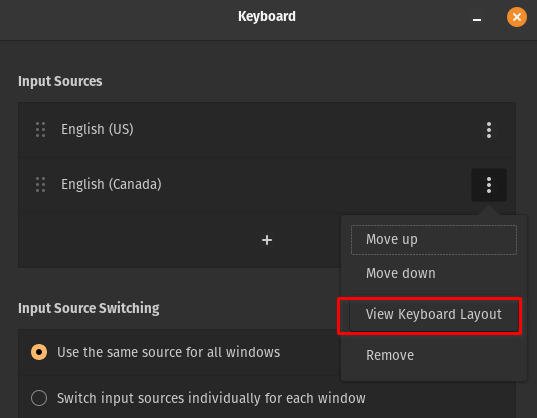 Keyboard
Input Sources
English (US)
English (Canada)
Move up
Move down
View Keyboard Layout
Remove
Input Source Switching
Use the same source for all windows
Switch input sources individually for each window